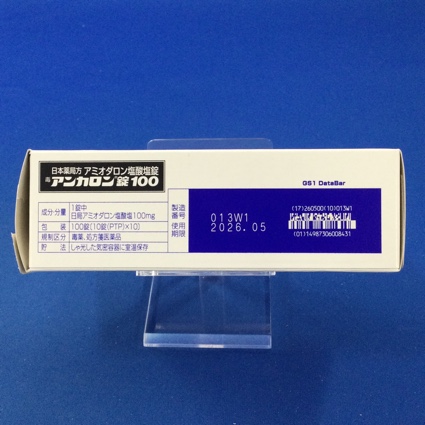 日本薬局方 アミオダロン塩酸塩錠
毒 アンカロン錠100
成分 分量 1錠中
日局アミオダロン塩酸塩100mg
包装 100錠(10錠(PTP)×10)
規制区分 毒薬、処方箋医薬品
貯法 しゃ光した気密容器に室温保存
製造番号 013W1
使用期限 2026.05
GS1 DataBar
(17)260500(10)013W1
(01)14987306008431